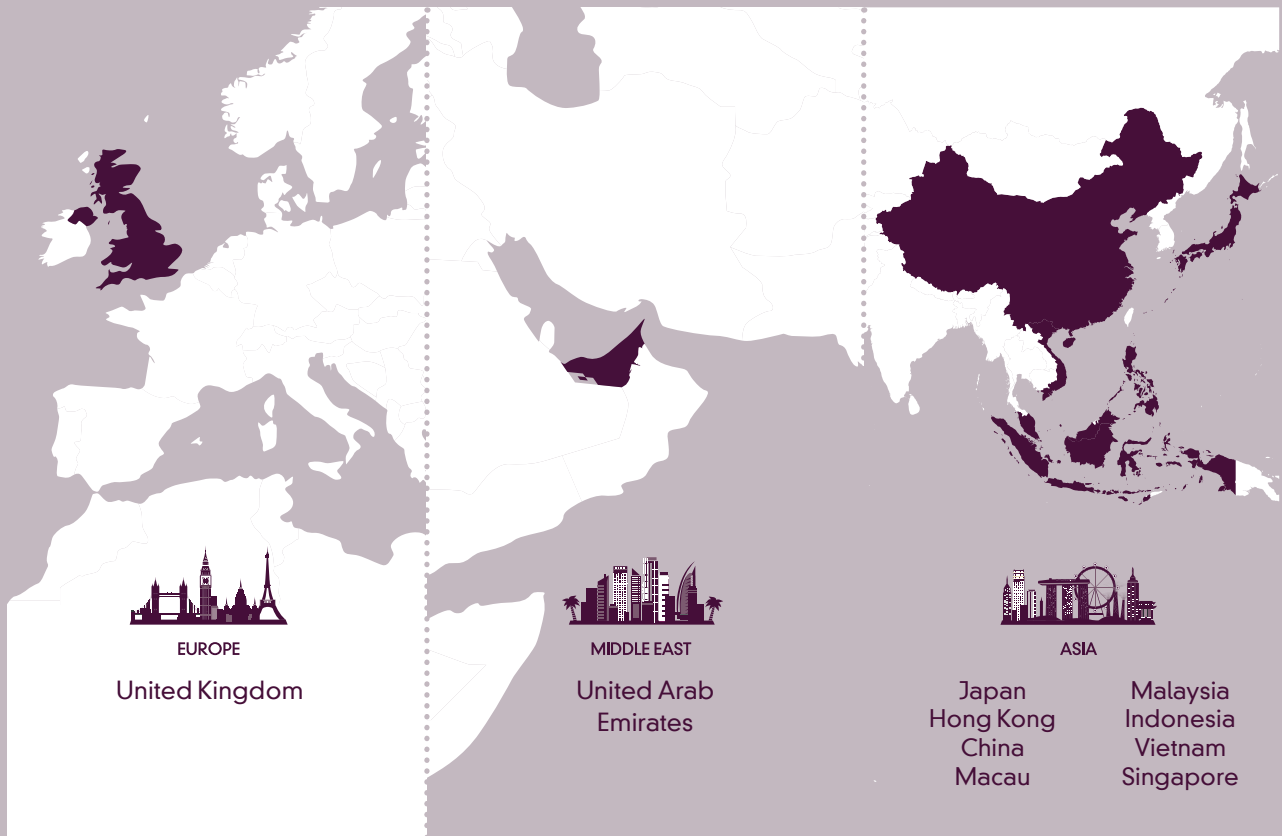 EUROPE
United Kingdom
MIDDLE EAST
United Arab
Emirates
ASIA
Japan
Hong Kong
China
Macau
Malaysia
Indonesia
Vietnam
Singapore